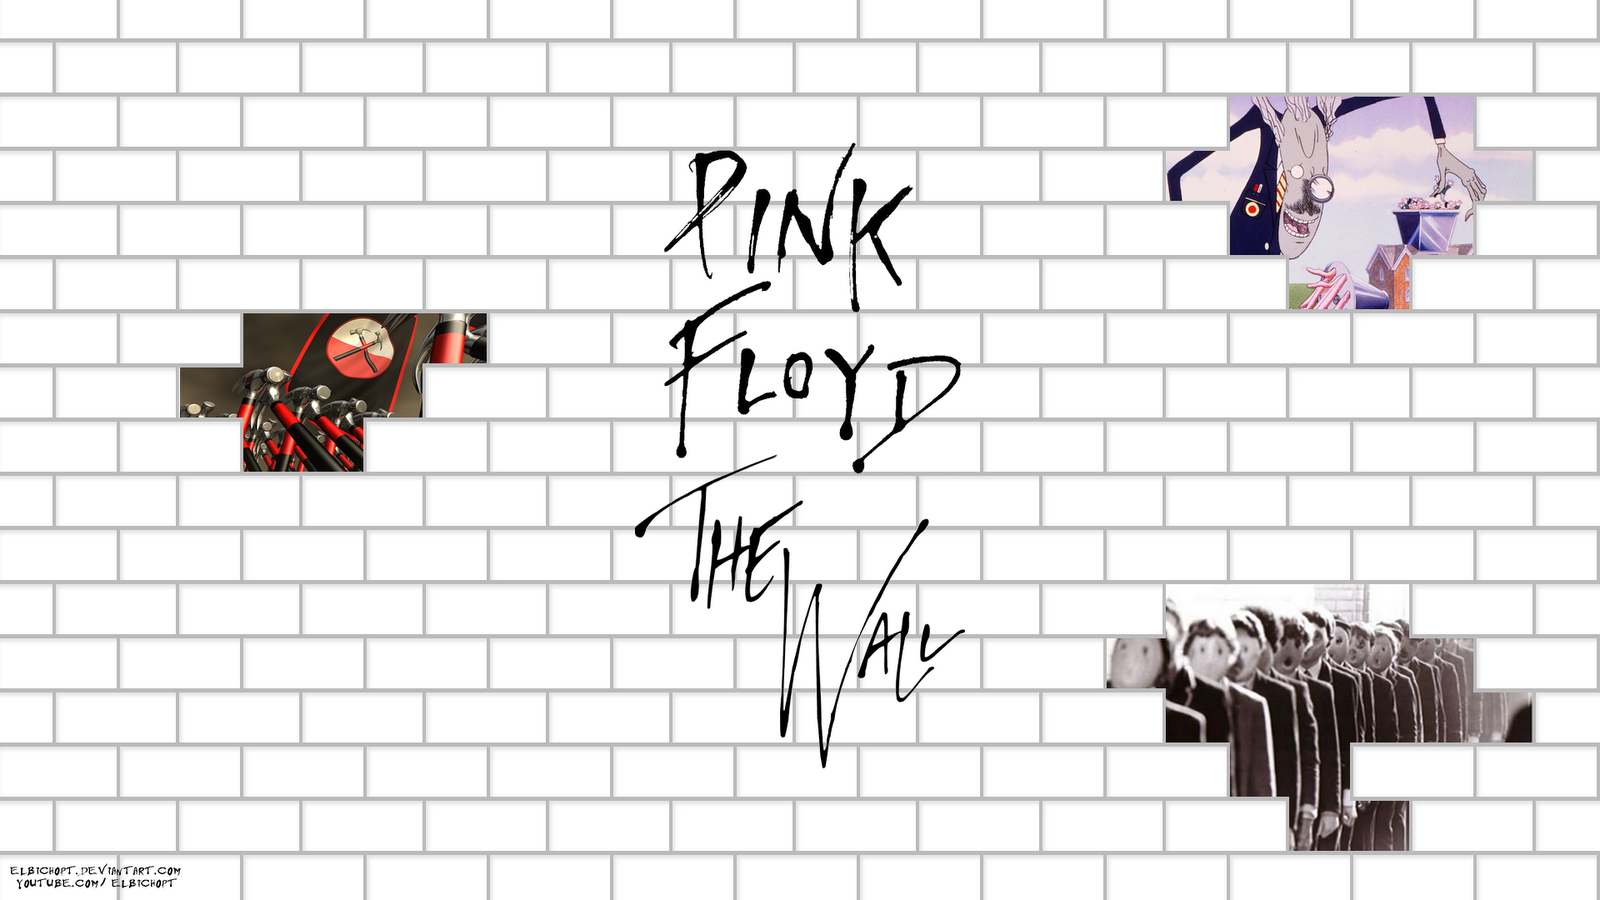 PINK
FLOYD
THE
WALL
ELBICHOPT.DEVIANTART.COM
YOUTUBE.COM/ELBICHOPT